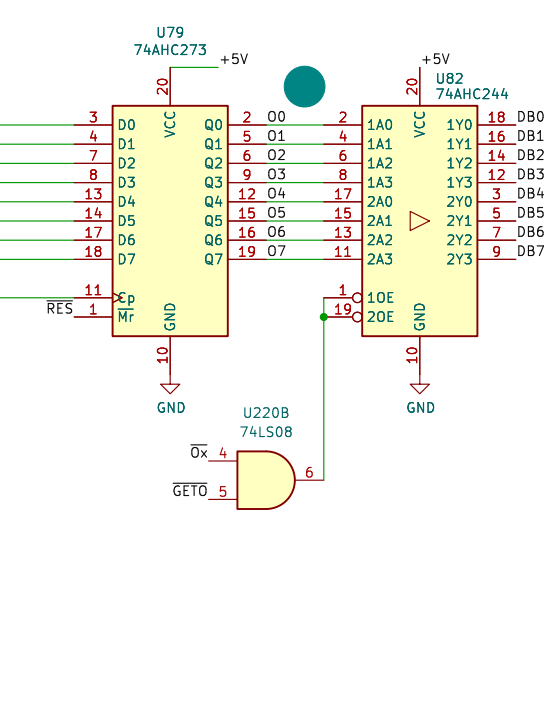 U79
74AHC273
+5V
20
VCC
3 D0 Q0 2 O0
4 D1 Q1 5 O1
7 D2 Q2 6 O2
8 D3 Q3 9 O3
13 D4 Q4 12 O4
14 D5 Q5 15 O5
17 D6 Q6 16 O6
18 D7 Q7 19 O7
11 Cp
RES 1 Mr
GND
10
GND
+5V
U82
74AHC244
20
VCC
2 1A0 1Y0 18 DB0
4 1A1 1Y1 16 DB1
6 1A2 1Y2 14 DB2
8 1A3 1Y3 12 DB3
17 2A0 2Y0 3 DB4
15 2A1 2Y1 5 DB5
13 2A2 2Y2 7 DB6
11 2A3 2Y3 9 DB7
1 1OE
19 2OE
GND
10
GND
U220B
74LS08
Ox 4
6
GETO 5